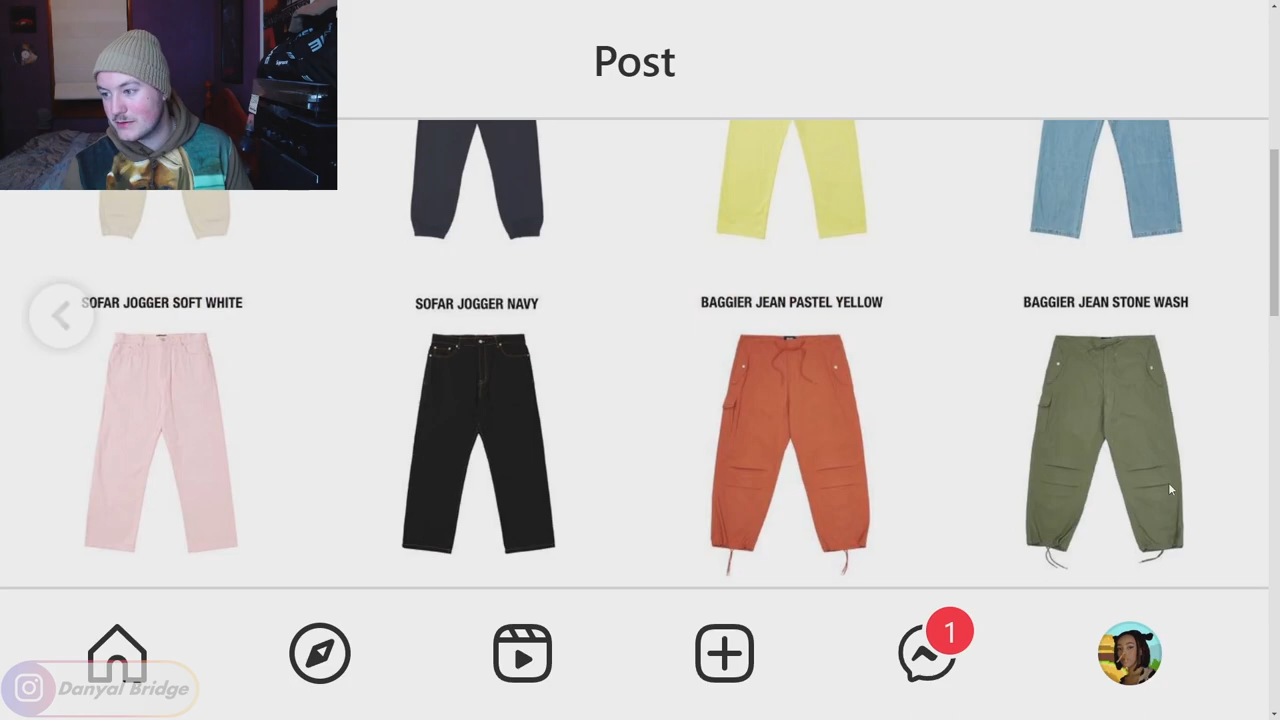 Post
SOFAR JOGGER SOFT WHITE
SOFAR JOGGER NAVY
BAGGIER JEAN PASTEL YELLOW
BAGGIER JEAN STONE WASH
1
Danyal Bridge